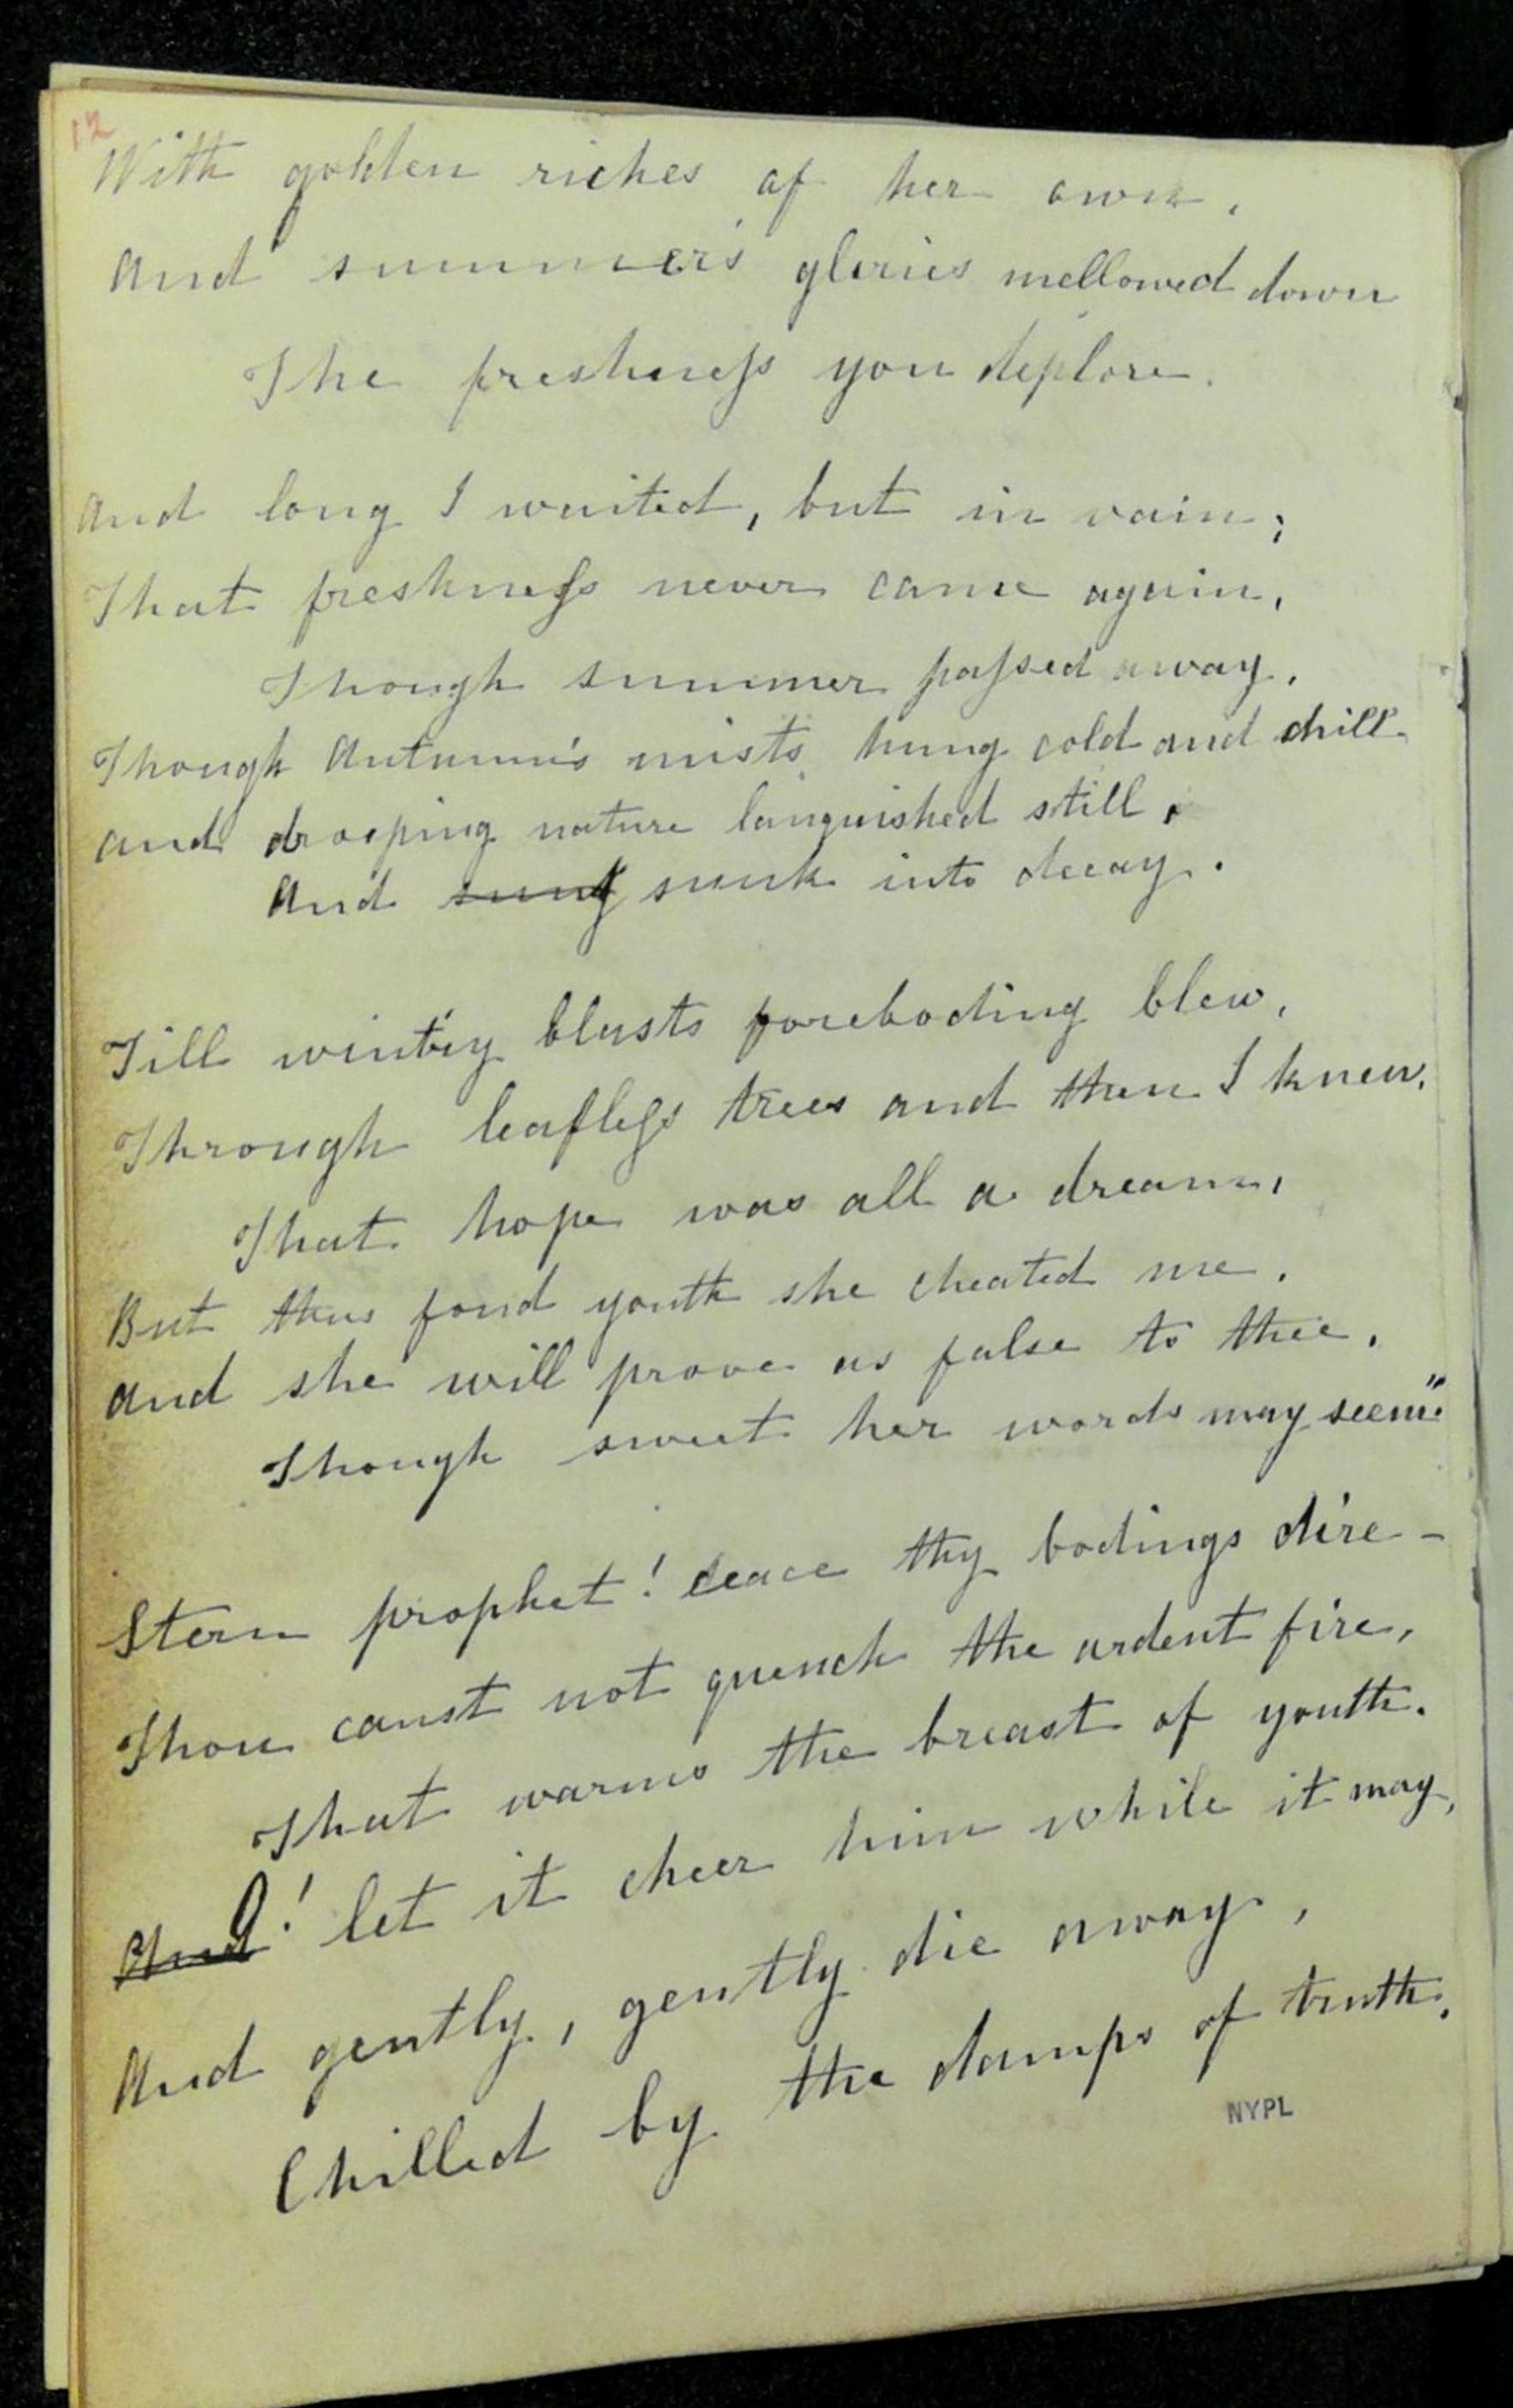 12
With golden riches of her own,
And summer's glories mellowed down
The freshness you deplore.
And long I waited, but in vain;
That freshness never came again,
Though summer passed away,
Though Autumn's mists hung cold and chill
And drooping nature languished still,
And sung sunk into decay.
Till wint'ry blasts foreboding blew,
Through leafless trees and then I knew,
That hope was all a dream,
But thus fond youth she cheated me,
And she will prove as false to thee,
Though sweet her words may seem."
Stern prophet! ceace thy bodings dire -
Thou canst not quench the ardent fire,
That warms the breast of youth.
And O! let it cheer him while it may,
And gently, gently die away,
Chilled by the damps of truth.
NYPL